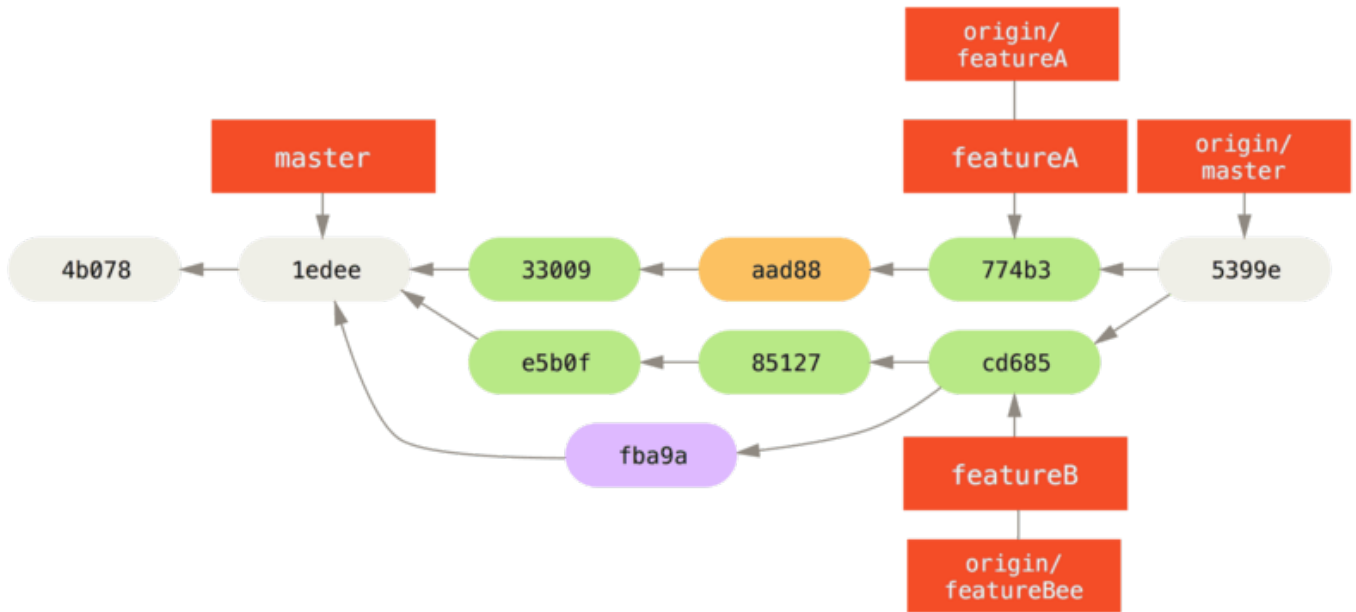 origin/
featureA
master
featureA
origin/
master
4b078
1edee
33009
aad88
774b3
5399e
e5b0f
85127
cd685
fba9a
featureB
origin/
featureBee